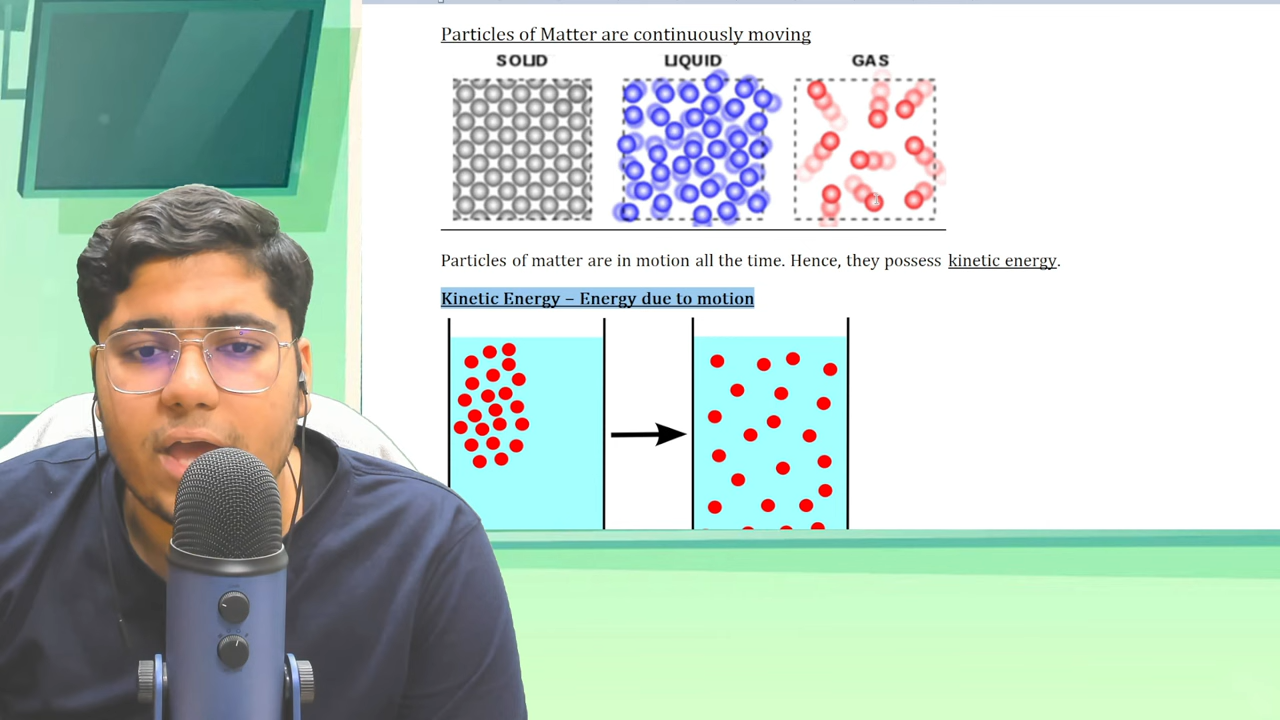 Particles of Matter are continuously moving
SOLID LIQUID GAS
Particles of matter are in motion all the time. Hence, they possess kinetic energy.
Kinetic Energy – Energy due to motion